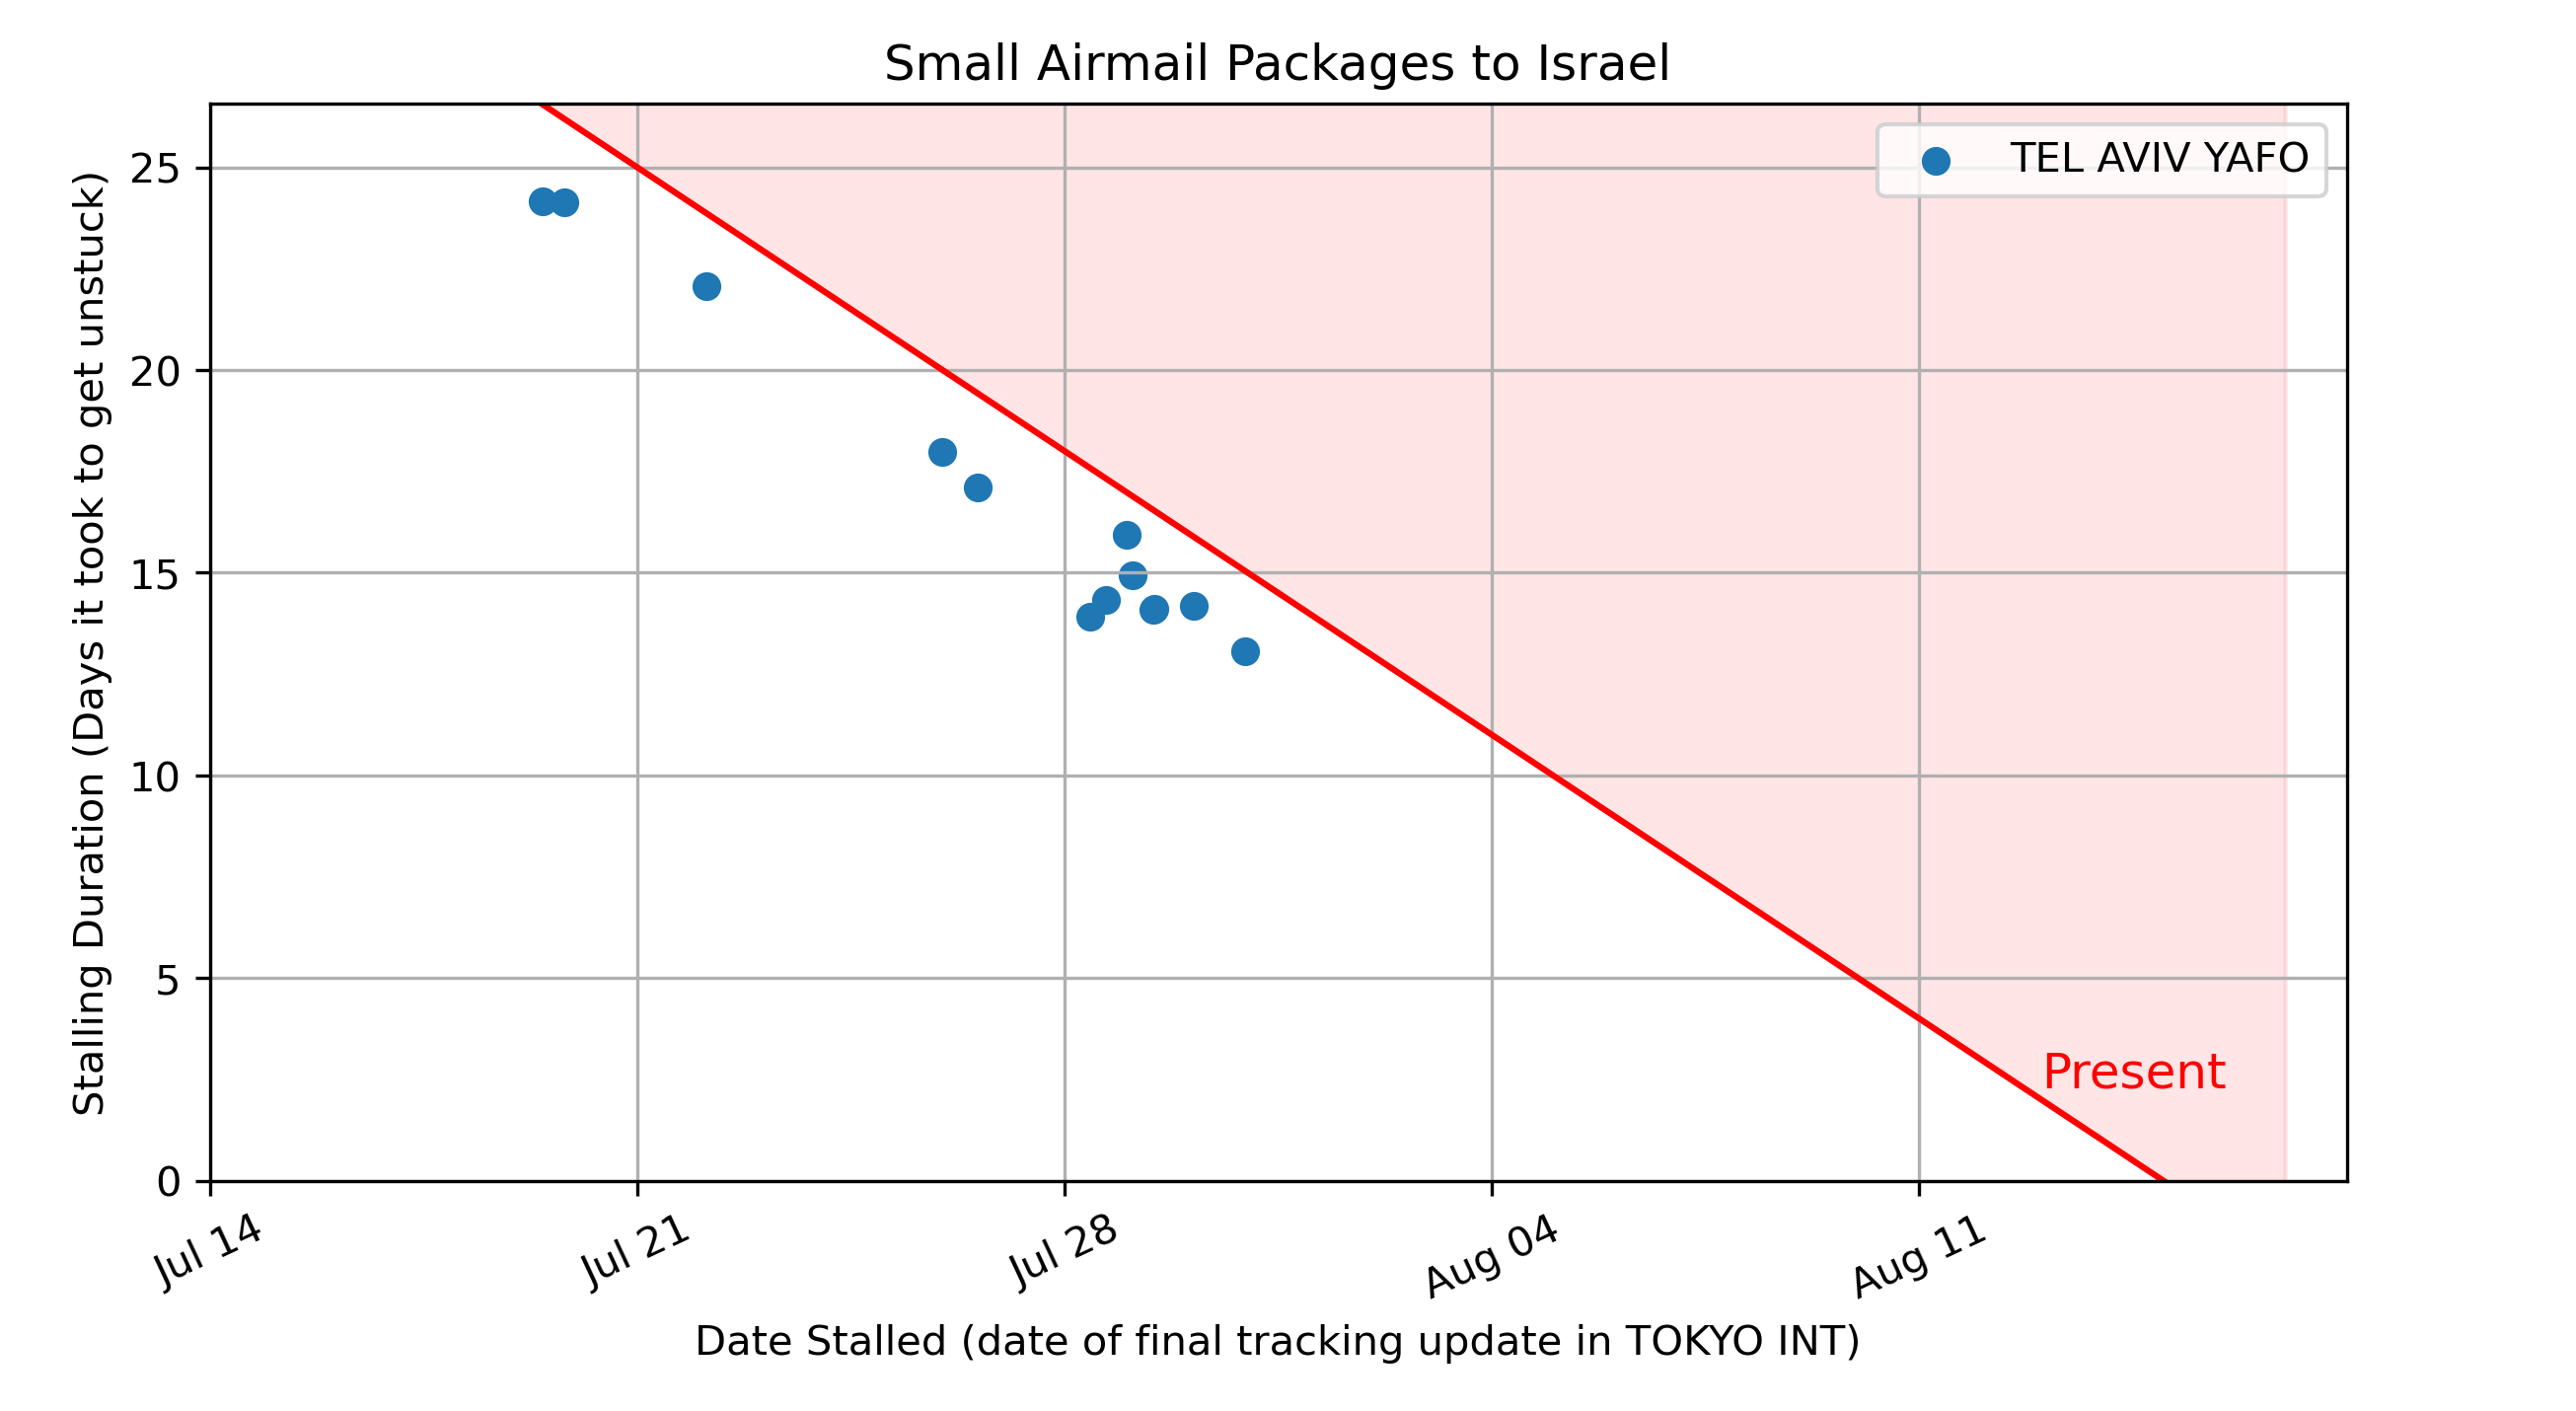 Small Airmail Packages to Israel
TEL AVIV YAFO
Stalling Duration (Days it took to get unstuck)
25
20
15
10
5
0
Present
Jul 14
Jul 21
Jul 28
Aug 04
Aug 11
Date Stalled (date of final tracking update in TOKYO INT)